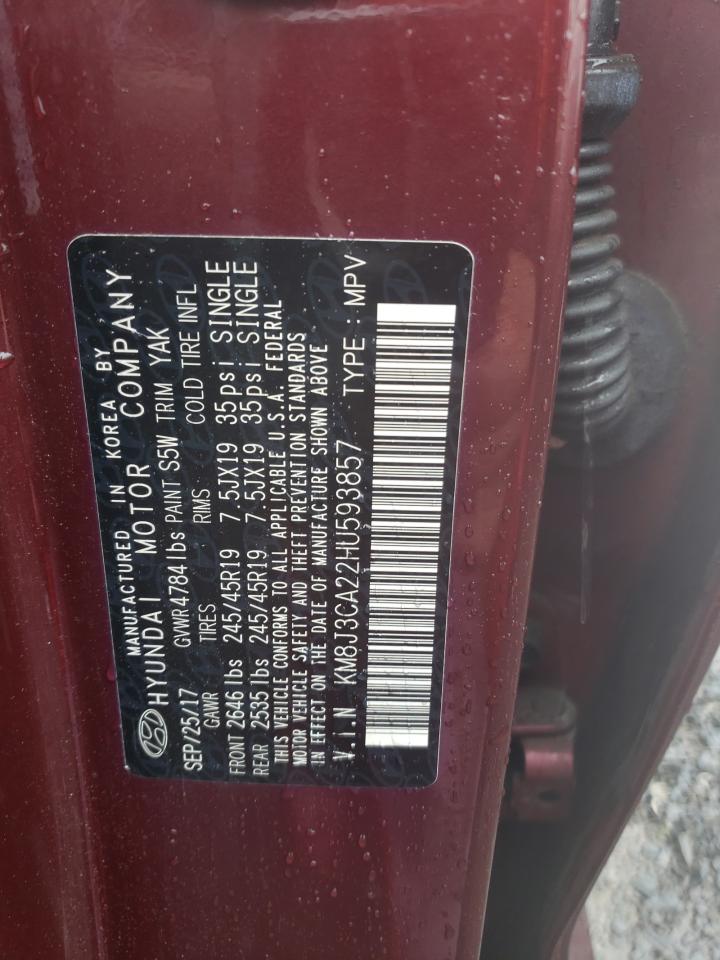 MANUFACTURED IN KOREA BY
HYUNDAI MOTOR COMPANY
SEP/25/17 GVWR 4784 lbs PAINT S5W TRIM YAK
GAWR TIRES RIMS COLD TIRE INFL
FRONT 2646 lbs 245/45R19 7.5JX19 35psi SINGLE
REAR 2535 lbs 245/45R19 7.5JX19 35psi SINGLE
THIS VEHICLE CONFORMS TO ALL APPLICABLE U.S.A. FEDERAL
MOTOR VEHICLE SAFETY AND THEFT PREVENTION STANDARDS
IN EFFECT ON THE DATE OF MANUFACTURE SHOWN ABOVE
V.i.N KM8J3CA22HU593857 TYPE : MPV